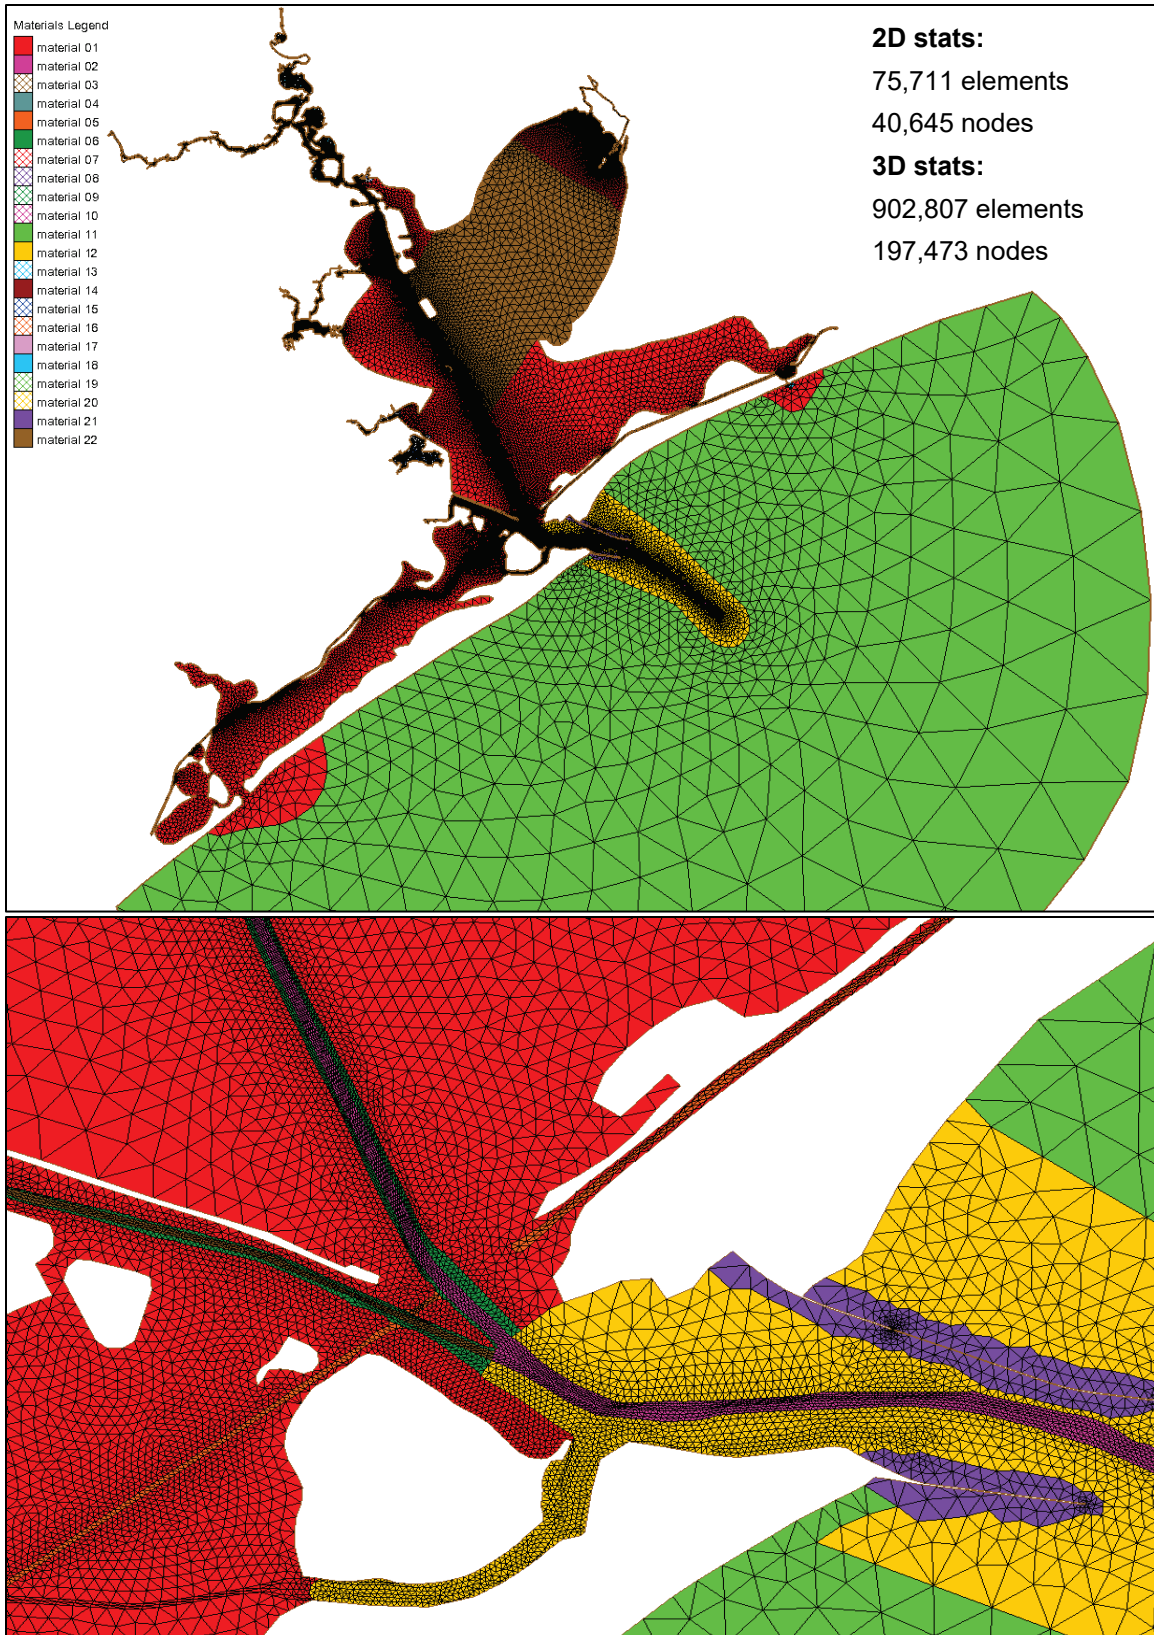 Materials Legend
material 01
material 02
material 03
material 04
material 05
material 06
material 07
material 08
material 09
material 10
material 11
material 12
material 13
material 14
material 15
material 16
material 17
material 18
material 19
material 20
material 21
material 22
2D stats:
75,711 elements
40,645 nodes
3D stats:
902,807 elements
197,473 nodes